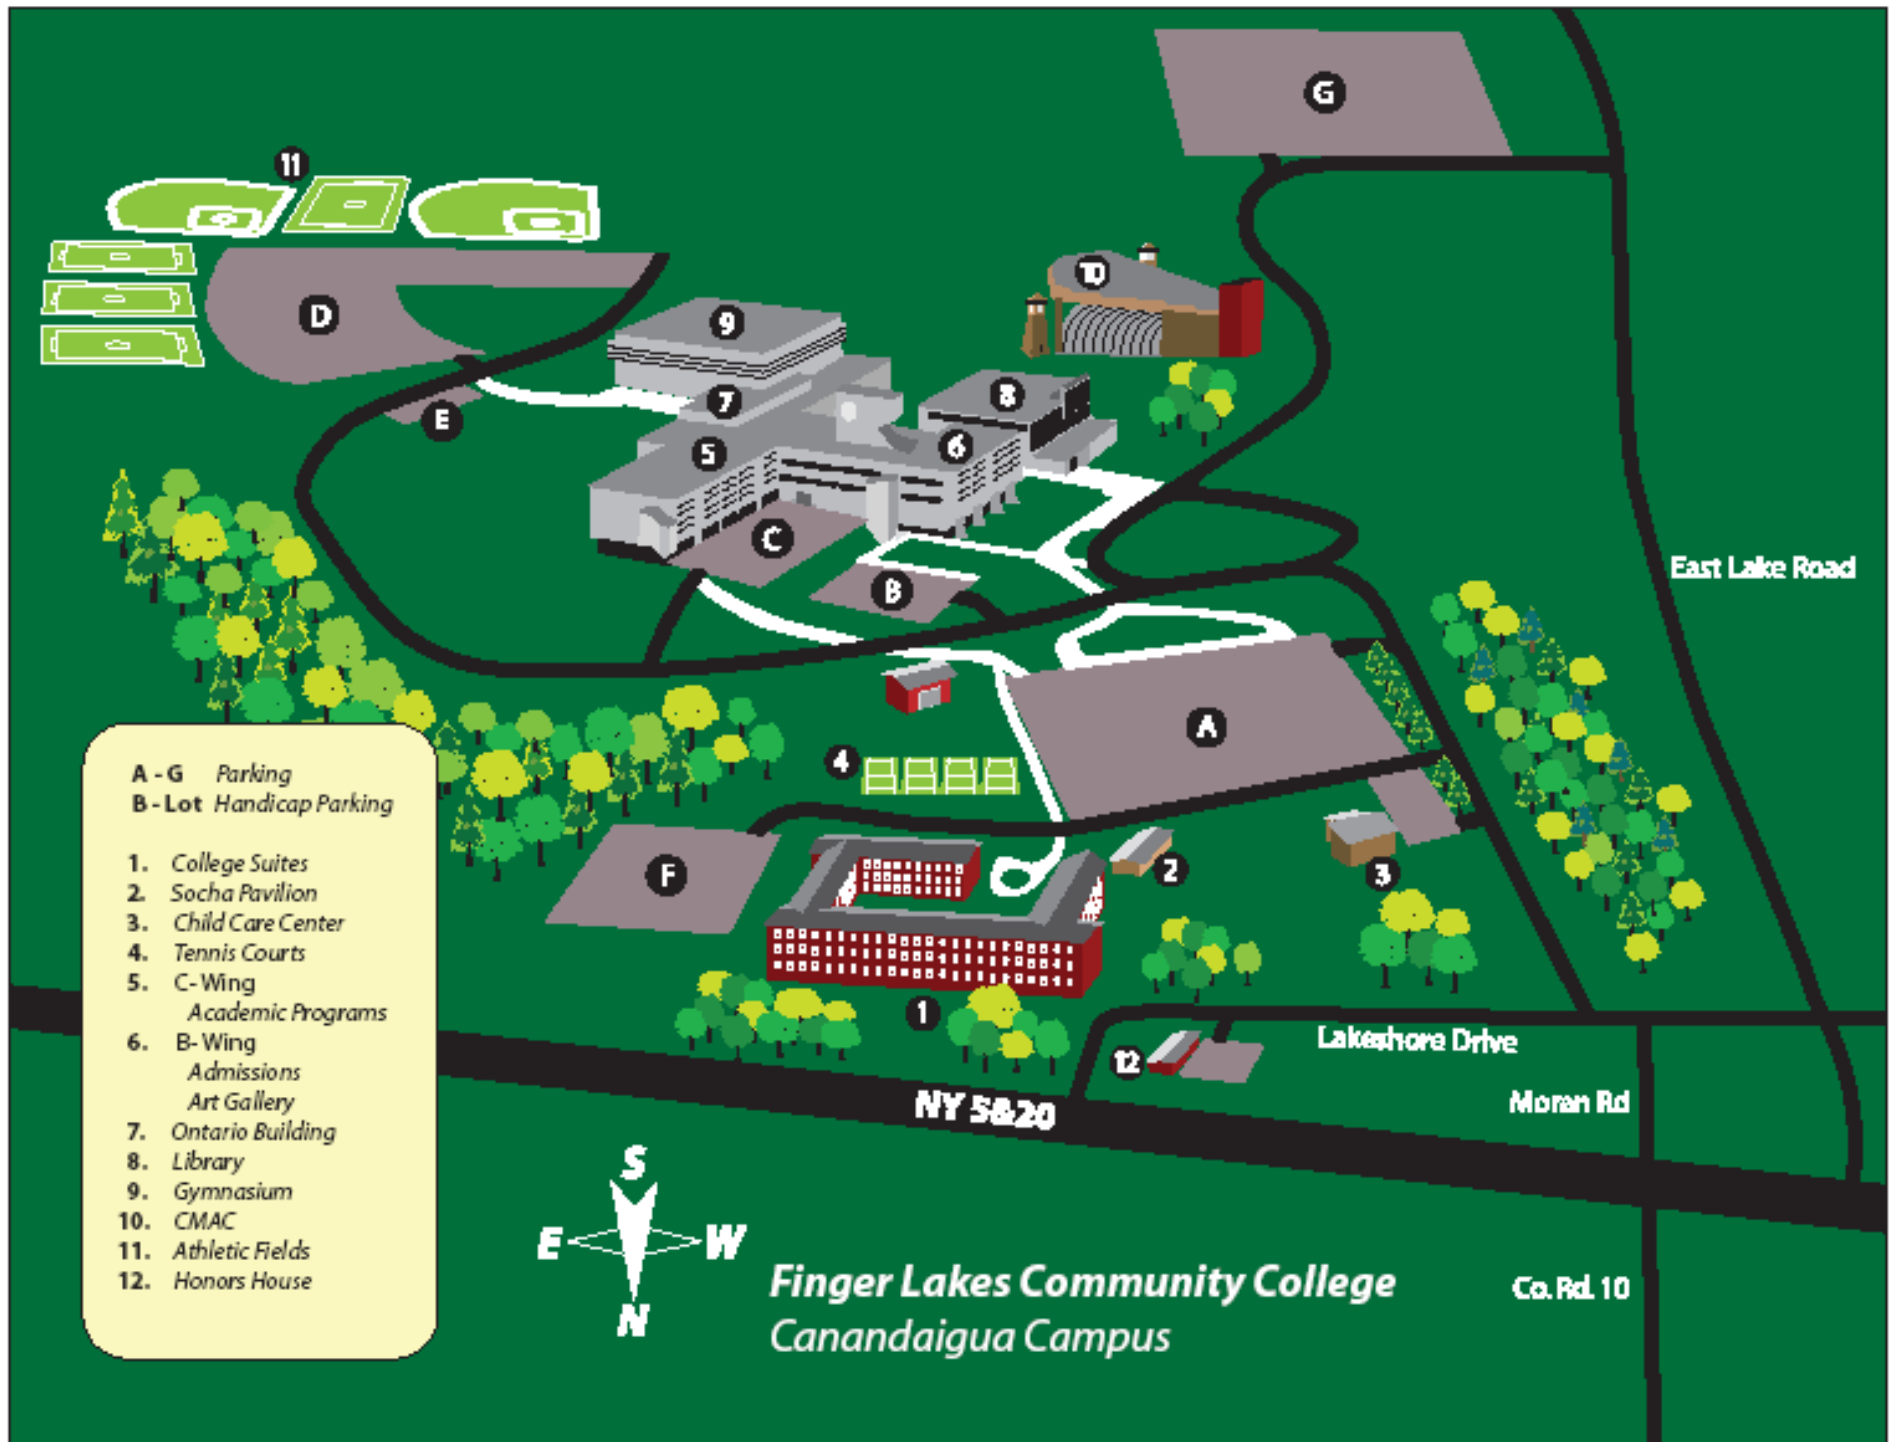 G
11
10
D
9
8
7
E
6
5
C
B
East Lake Road
A
4
F
2
3
1
Lakeshore Drive
12
Moran Rd
NY 5&20
Co. Rd. 10
A - G Parking
B - Lot Handicap Parking
1. College Suites
2. Socha Pavilion
3. Child Care Center
4. Tennis Courts
5. C- Wing
Academic Programs
6. B- Wing
Admissions
Art Gallery
7. Ontario Building
8. Library
9. Gymnasium
10. CMAC
11. Athletic Fields
12. Honors House
S
E W
N
Finger Lakes Community College
Canandaigua Campus